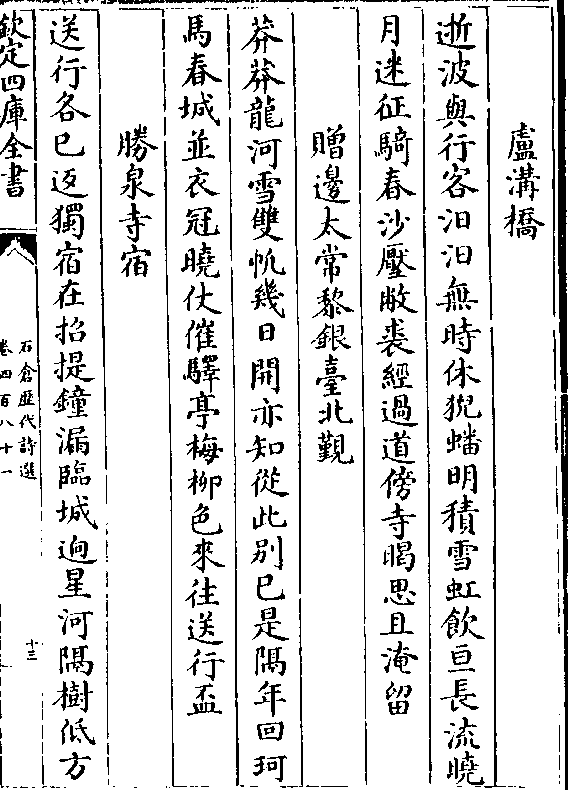 盧溝橋
逝波與行客汨汨無時休猊蟠明積雪虹飲亘長流曉
月迷征騎春沙壓敝裘經過道傍寺暍思且淹留
贈邊太常黎銀臺北覲
莽莽龍河雪雙帆幾日開亦知從此別已是隔年回珂
馬春城並衣冠曉仗催驛亭梅柳色來往送行盃
勝泉寺宿
送行各已返獨宿在招提鐘漏臨城逈星河隔樹低方
欽定四庫全書
石倉歴代詩選
卷四百八十一
十三